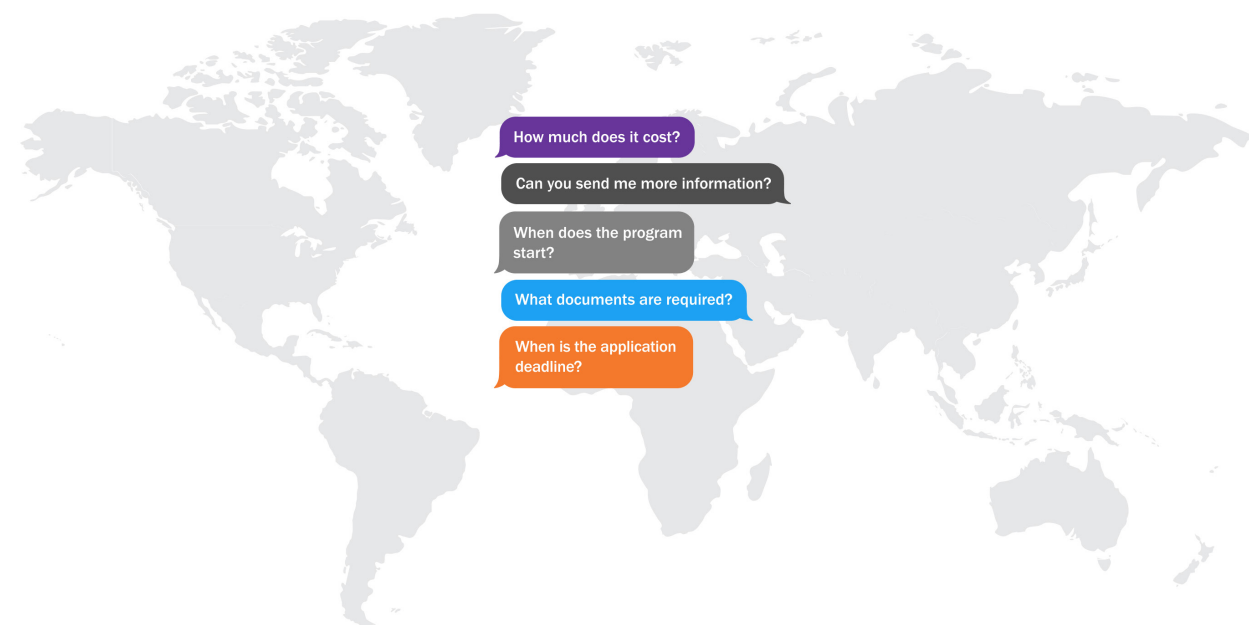 How much does it cost?
Can you send me more information?
When does the program
start?
What documents are required?
When is the application
deadline?